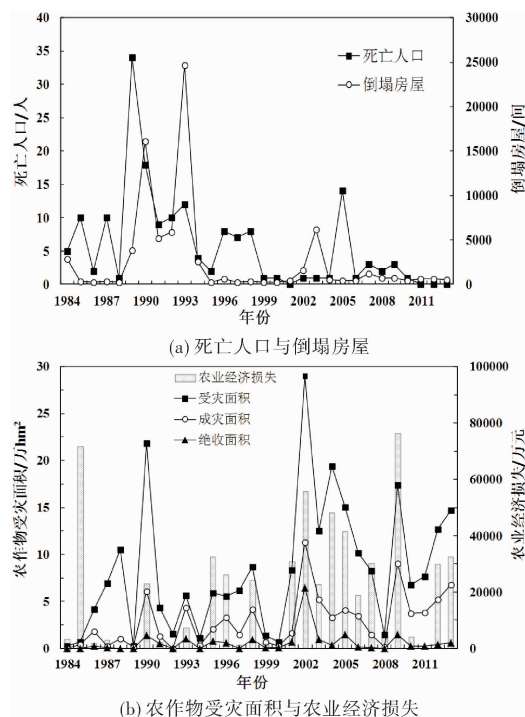 40
35
30
25
20
15
10
5
0
死亡人口/人
30000
25000
20000
15000
10000
5000
0
倒塌房屋/间
死亡人口
倒塌房屋
1984 1987 1990 1993 1996 1999 2002 2005 2008 2011
年份
(a) 死亡人口与倒塌房屋
30
25
20
15
10
5
0
农作物受灾面积/万hm²
100000
80000
60000
40000
20000
0
农业经济损失/万元
农业经济损失
受灾面积
成灾面积
绝收面积
1984 1987 1990 1993 1996 1999 2002 2005 2008 2011
年份
(b) 农作物受灾面积与农业经济损失